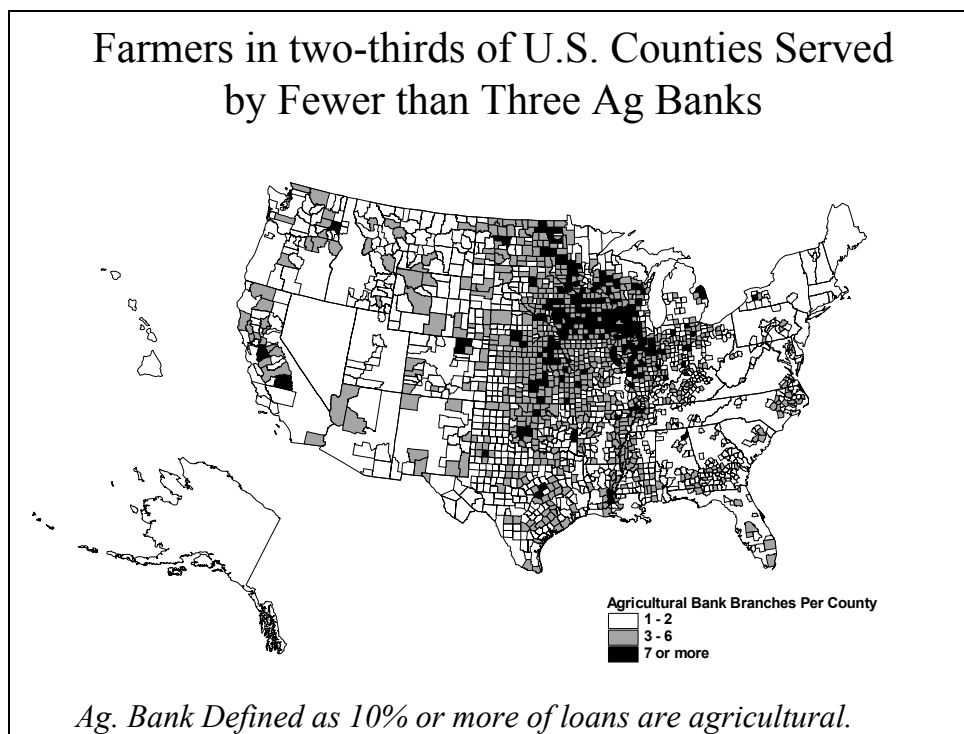 Farmers in two-thirds of U.S. Counties Served
by Fewer than Three Ag Banks
Agricultural Bank Branches Per County
1 - 2
3 - 6
7 or more
Ag. Bank Defined as 10% or more of loans are agricultural.